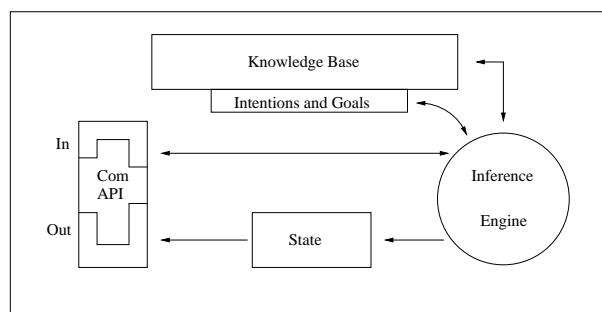 Knowledge Base
Intentions and Goals
In
Com
API
Out
Inference
Engine
State